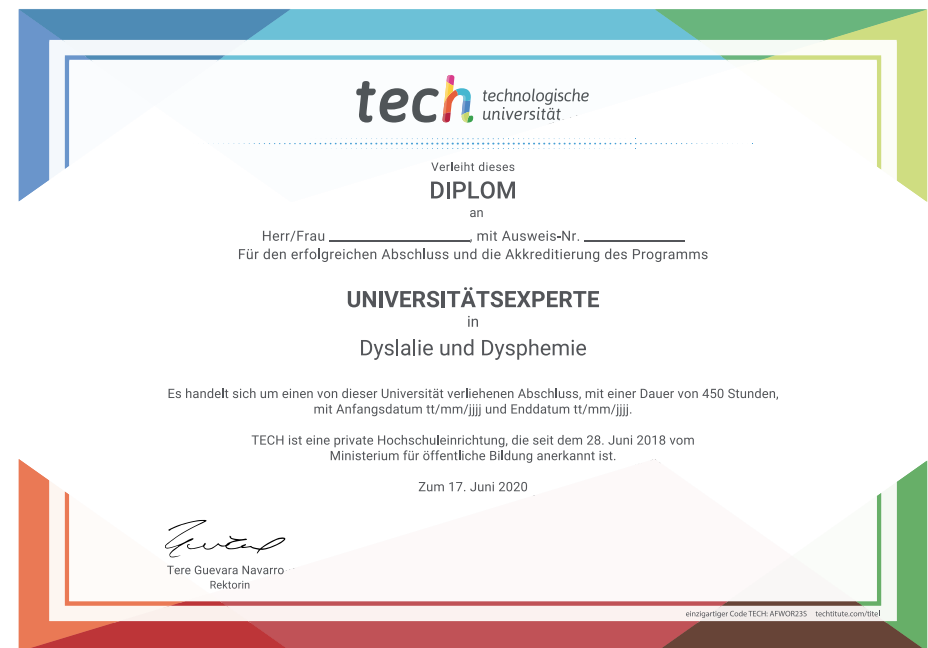 tech technologische
universität
Verleiht dieses
DIPLOM
an
Herr/Frau ____________________, mit Ausweis-Nr. ______________
Für den erfolgreichen Abschluss und die Akkreditierung des Programms
UNIVERSITÄTSEXPERTE
in
Dyslalie und Dysphemie
Es handelt sich um einen von dieser Universität verliehenen Abschluss, mit einer Dauer von 450 Stunden,
mit Anfangsdatum tt/mm/jjjj und Enddatum tt/mm/jjjj.
TECH ist eine private Hochschuleinrichtung, die seit dem 28. Juni 2018 vom
Ministerium für öffentliche Bildung anerkannt ist.
Zum 17. Juni 2020
Tere Guevara Navarro
Rektorin
einzigartiger Code TECH: AFWOR23S techtitute.com/titel